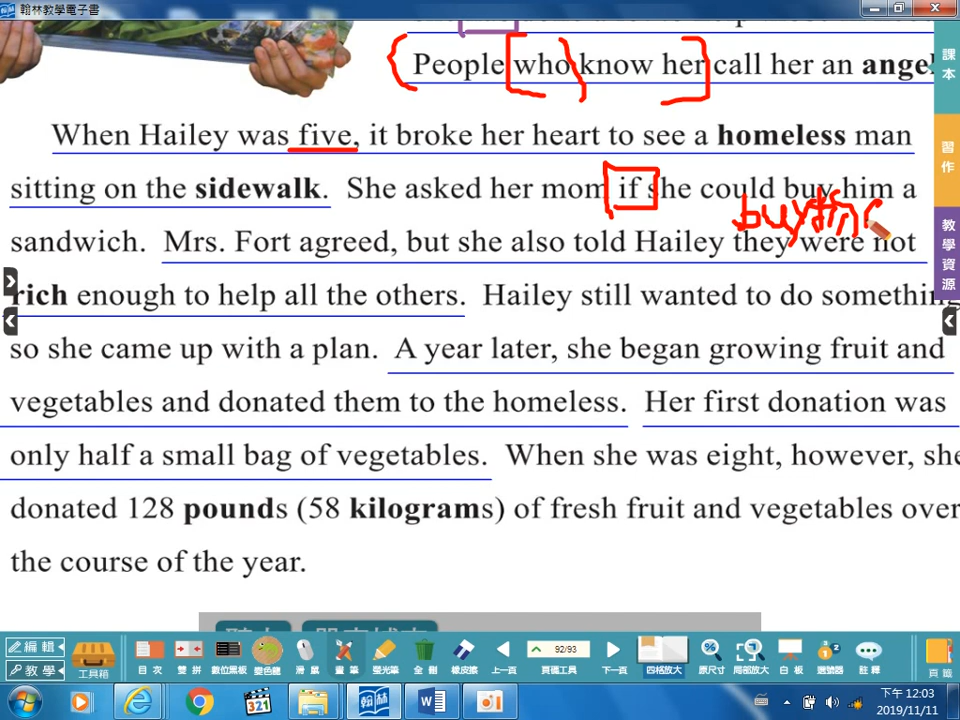 翰林教學電子書
People who know her call her an angel
When Hailey was five, it broke her heart to see a homeless man
sitting on the sidewalk. She asked her mom if she could buy him a
buy
sandwich. Mrs. Fort agreed, but she also told Hailey they were not
rich enough to help all the others. Hailey still wanted to do something
so she came up with a plan. A year later, she began growing fruit and
vegetables and donated them to the homeless. Her first donation was
only half a small bag of vegetables. When she was eight, however, she
donated 128 pounds (58 kilograms) of fresh fruit and vegetables over
the course of the year.
課本
習作
教學資源
編輯
教學
工具箱
目次
雙拼
數位黑板
變色龍
滑鼠
畫筆
螢光筆
全刪
橡皮擦
上一頁
92/93
頁碼工具
下一頁
四格放大
原尺寸
局部放大
白板
選號器
註釋
頁籤
321
翰林
下午 12:03
2019/11/11